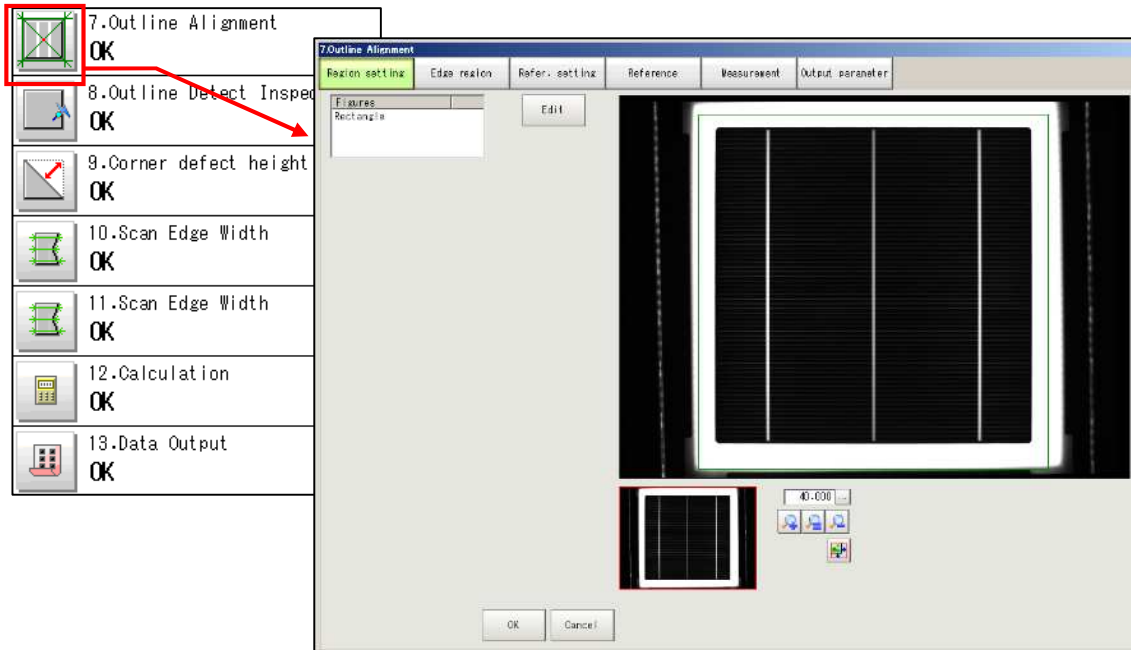 7.Outline Alignment
OK
8.Outline Detect Inspec
OK
9.Corner defect height
OK
10.Scan Edge Width
OK
11.Scan Edge Width
OK
12.Calculation
OK
13.Data Output
OK
7.Outline Alignment
Region setting Edge region Refer. setting Reference Measurement Output parameter
Figures
Rectangle
Edit
40.000 ...
OK Cancel